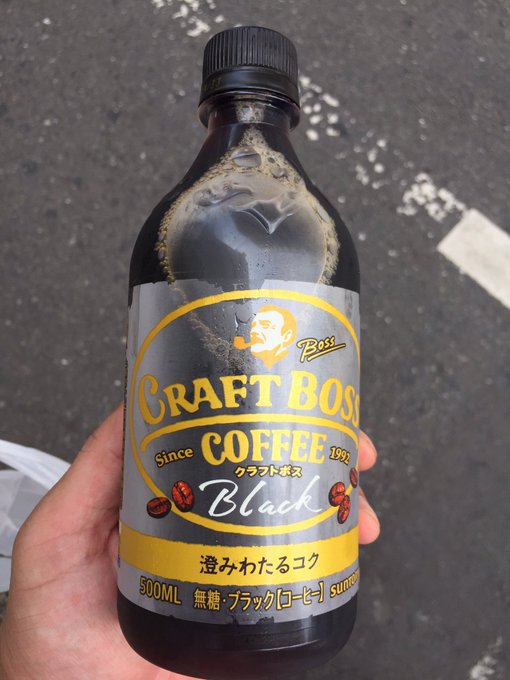 Boss
CRAFT BOSS
Since COFFEE 1992
クラフトボス
Black
澄みわたるコク
500ML 無糖・ブラック【コーヒー】 suntory